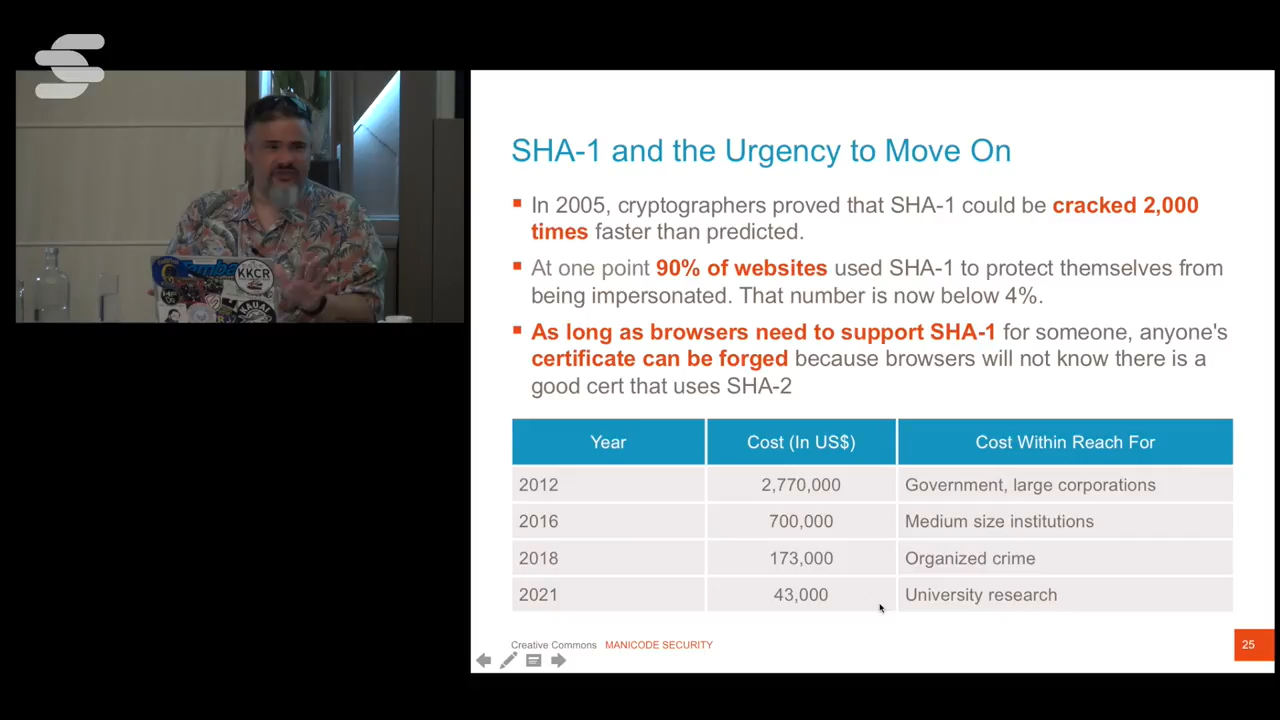 SHA-1 and the Urgency to Move On
In 2005, cryptographers proved that SHA-1 could be cracked 2,000
times faster than predicted.
At one point 90% of websites used SHA-1 to protect themselves from
being impersonated. That number is now below 4%.
As long as browsers need to support SHA-1 for someone, anyone's
certificate can be forged because browsers will not know there is a
good cert that uses SHA-2
Year Cost (In US$) Cost Within Reach For
2012 2,770,000 Government, large corporations
2016 700,000 Medium size institutions
2018 173,000 Organized crime
2021 43,000 University research
Creative Commons MANICODE SECURITY
25
KKCR
KAUAI